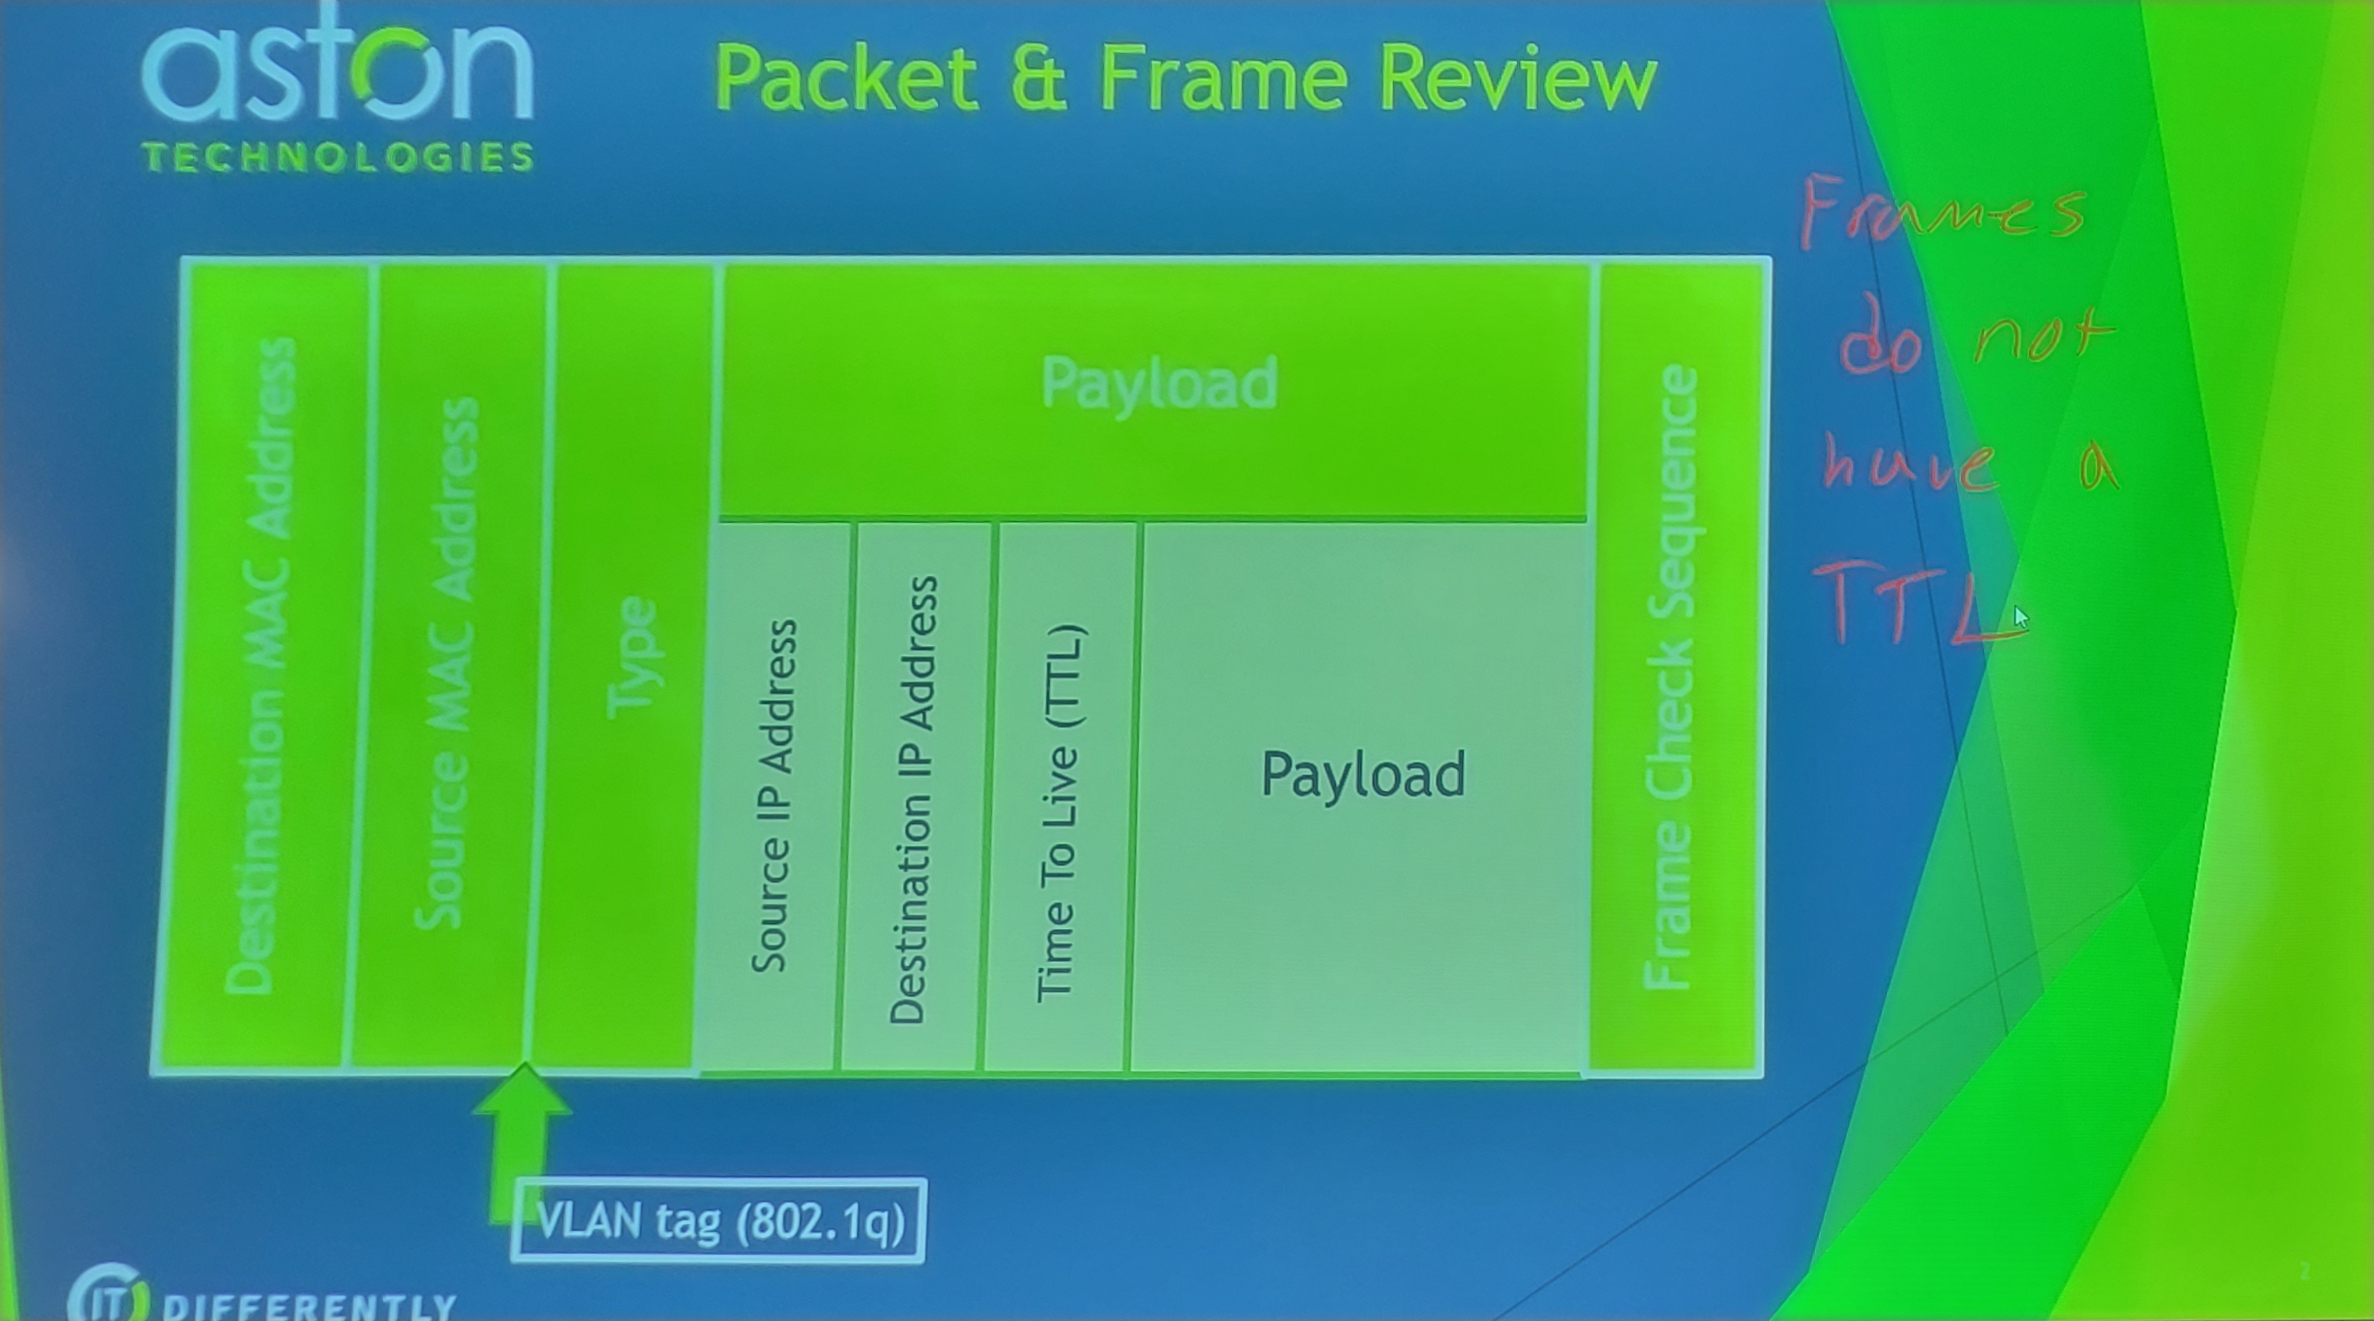 aston
TECHNOLOGIES
Packet & Frame Review
Frames
do not
have a
TTL
Destination MAC Address
Source MAC Address
Type
Payload
Source IP Address
Destination IP Address
Time To Live (TTL)
Payload
Frame Check Sequence
VLAN tag (802.1q)
IT DIFFERENTLY
2